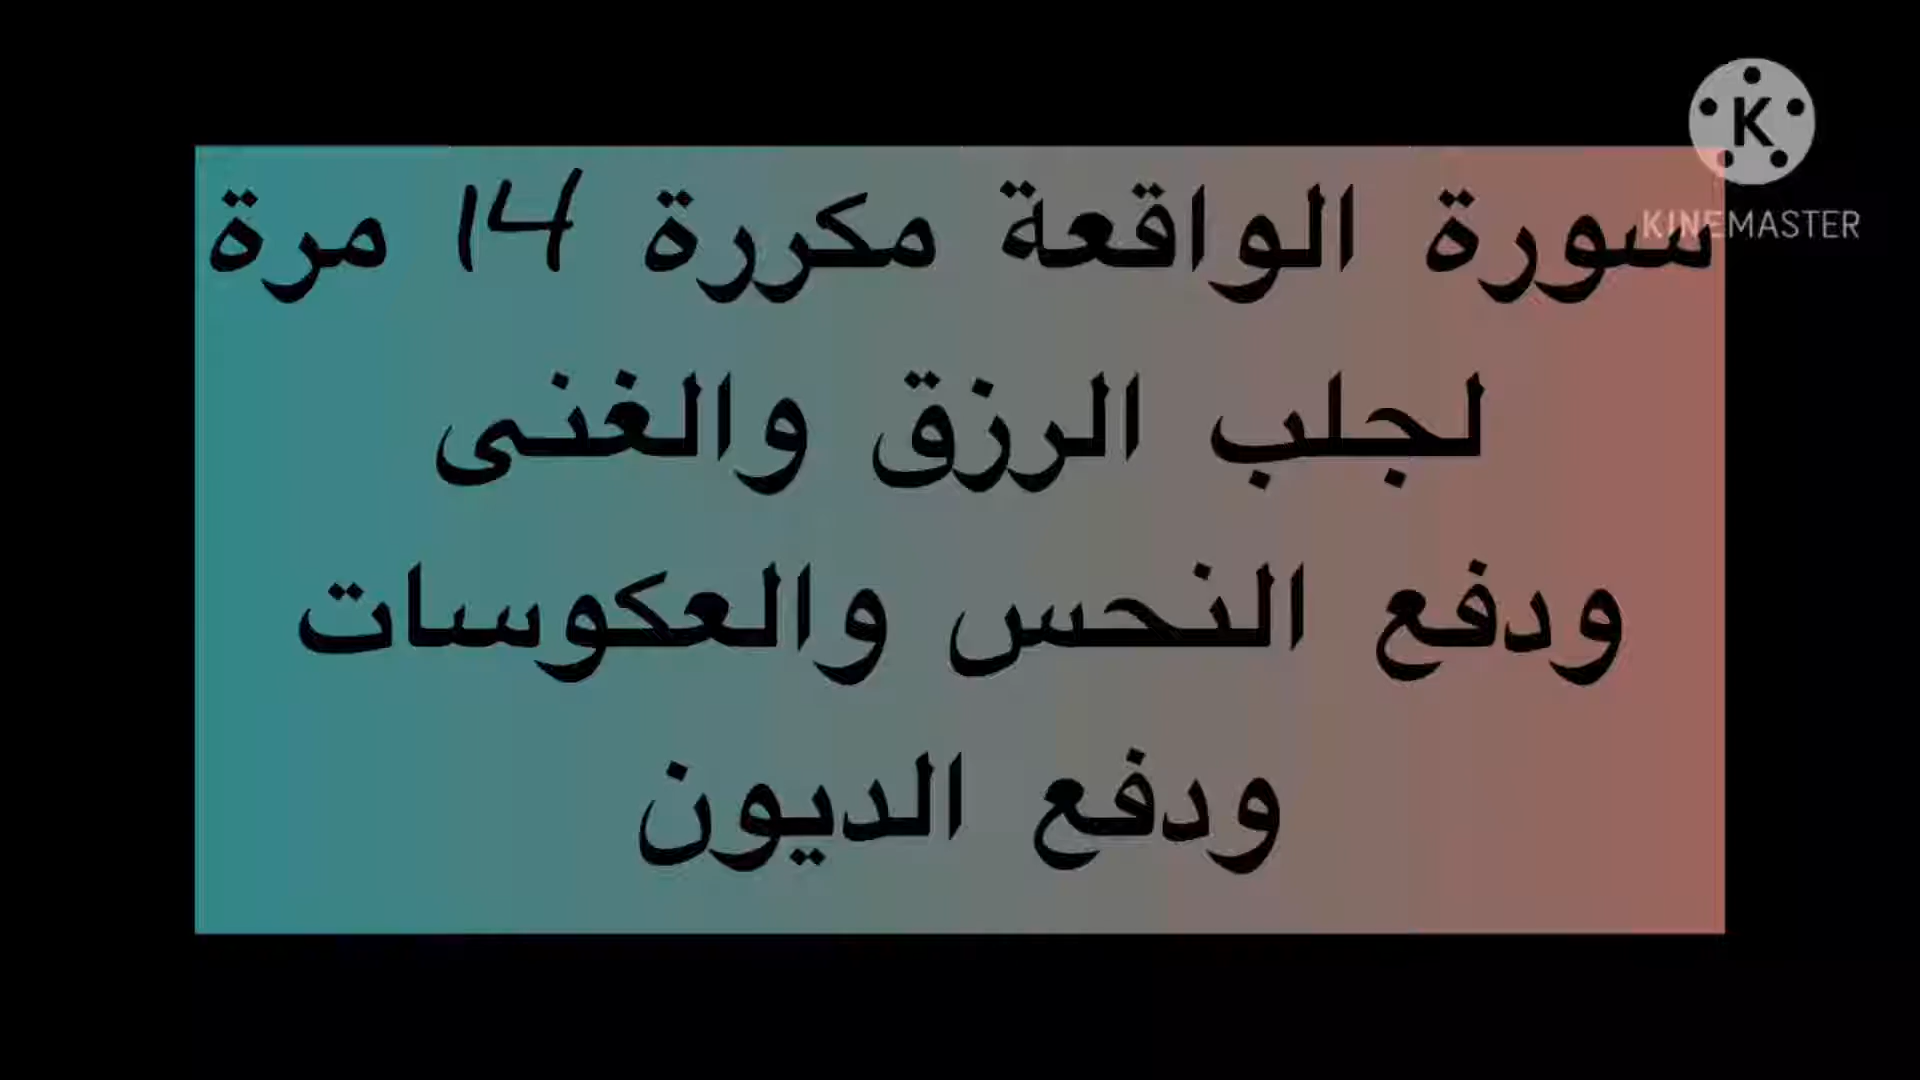 سورة الواقعة مكررة 14 مرة
لجلب الرزق والغنى
ودفع النحس والعكوسات
ودفع الديون
K
KINEMASTER